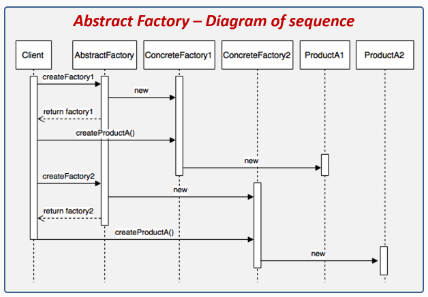 Abstract Factory – Diagram of sequence
Client AbstractFactory ConcreteFactory1 ConcreteFactory2 ProductA1 ProductA2
createFactory1
new
return factory1
createProductA()
new
createFactory2
new
return factory2
createProductA()
new